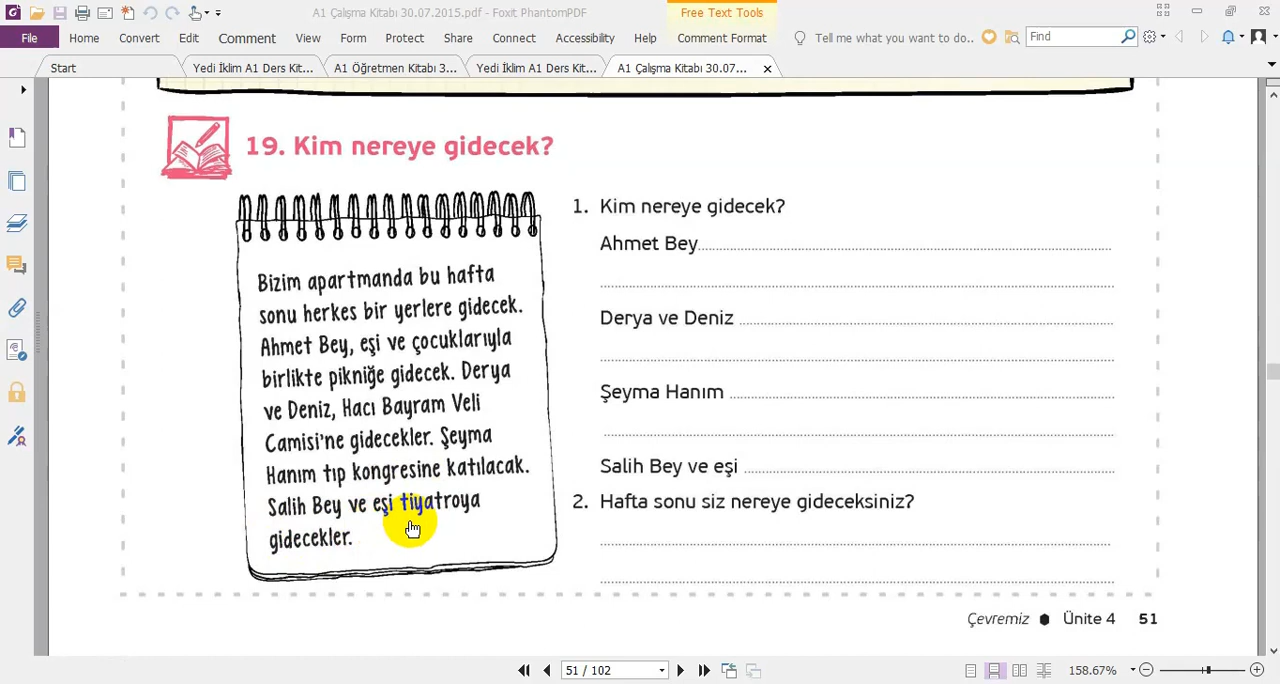 A1 Çalışma Kitabı 30.07.2015.pdf - Foxit PhantomPDF
Free Text Tools
File Home Convert Edit Comment View Form Protect Share Connect Accessibility Help Comment Format Tell me what you want to do.. Find
Start Yedi İklim A1 Ders Kit... A1 Öğretmen Kitabı 3... Yedi İklim A1 Ders Kit... A1 Çalışma Kitabı 30.07....
19. Kim nereye gidecek?
Bizim apartmanda bu hafta
sonu herkes bir yerlere gidecek.
Ahmet Bey, eşi ve çocuklarıyla
birlikte pikniğe gidecek. Derya
ve Deniz, Hacı Bayram Veli
Camisi'ne gidecekler. Şeyma
Hanım tıp kongresine katılacak.
Salih Bey ve eşi tiyatroya
gidecekler.
1. Kim nereye gidecek?
Ahmet Bey
Derya ve Deniz
Şeyma Hanım
Salih Bey ve eşi
2. Hafta sonu siz nereye gideceksiniz?
Çevremiz Ünite 4 51
51 / 102 158.67%